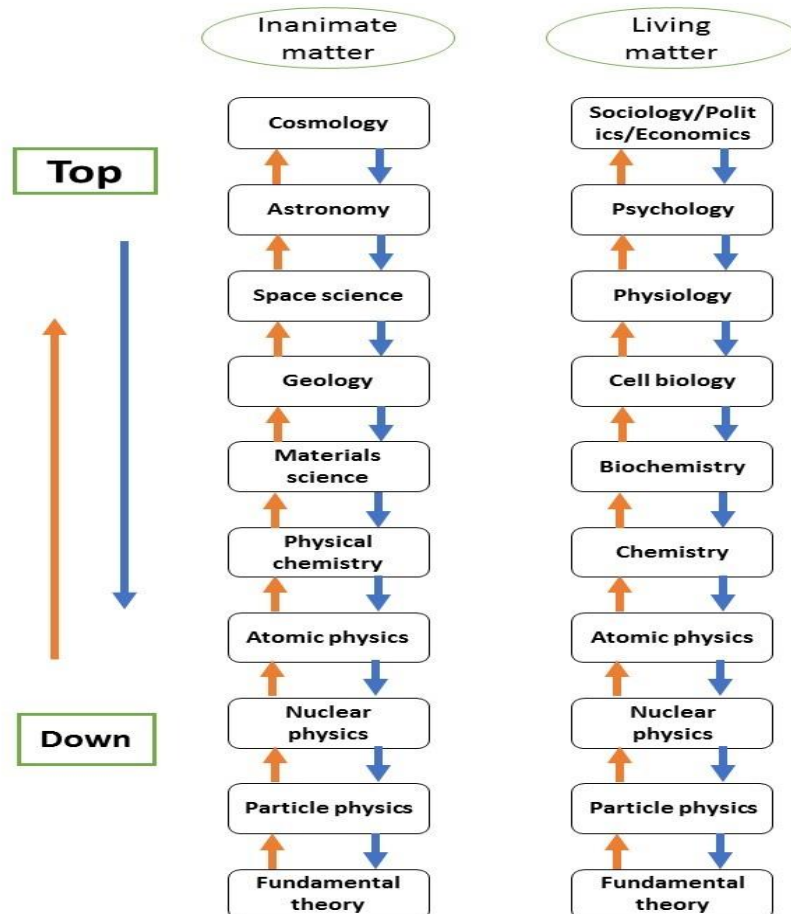 Inanimate
matter
Living
matter
Top
Down
Cosmology
Astronomy
Space science
Geology
Materials
science
Physical
chemistry
Atomic physics
Nuclear
physics
Particle physics
Fundamental
theory
Sociology/Polit
ics/Economics
Psychology
Physiology
Cell biology
Biochemistry
Chemistry
Atomic physics
Nuclear
physics
Particle physics
Fundamental
theory